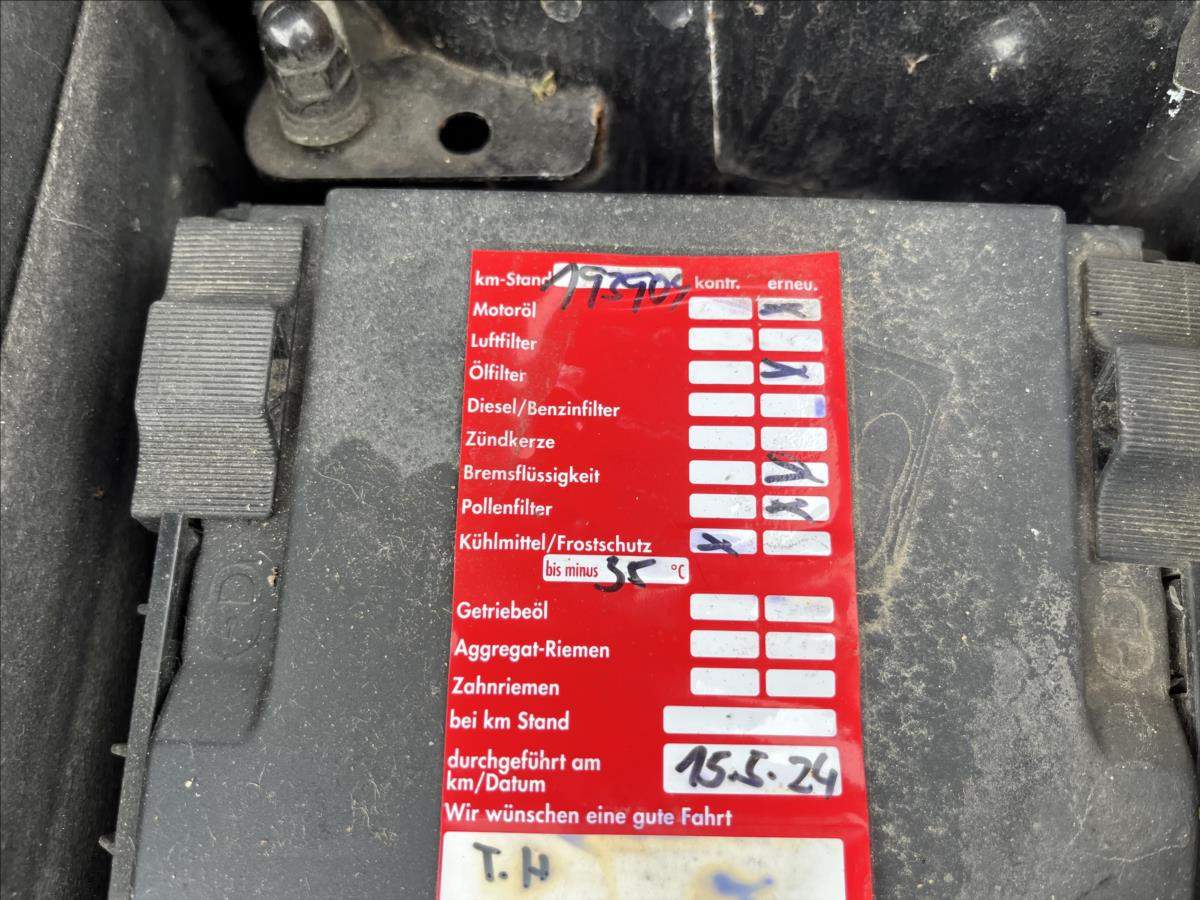 km-Stand kontr. erneu.
Motoröl x
Luftfilter
Ölfilter x
Diesel/Benzinfilter
Zündkerze
Bremsflüssigkeit x
Pollenfilter x
Kühlmittel/Frostschutz x
bis minus 35 °C
Getriebeöl
Aggregat-Riemen
Zahnriemen
bei km Stand
durchgeführt am 15.5.24
km/Datum
Wir wünschen eine gute Fahrt
T.H